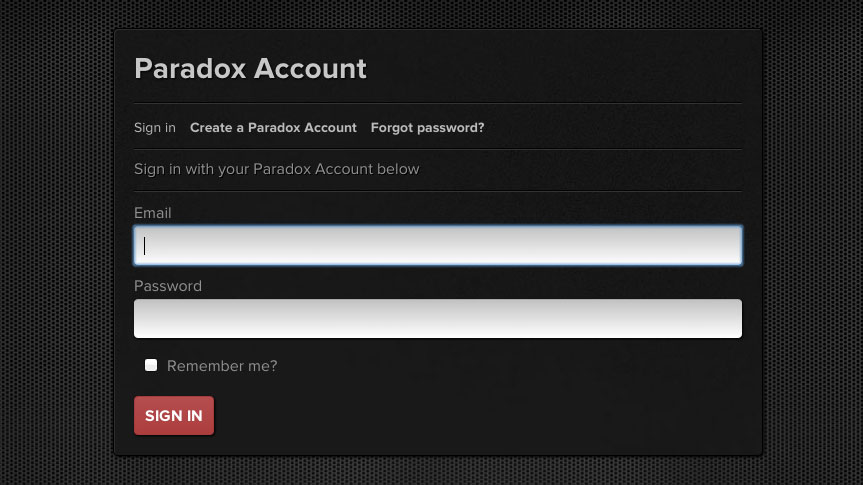 Paradox Account
Sign in Create a Paradox Account Forgot password?
Sign in with your Paradox Account below
Email
Password
Remember me?
SIGN IN